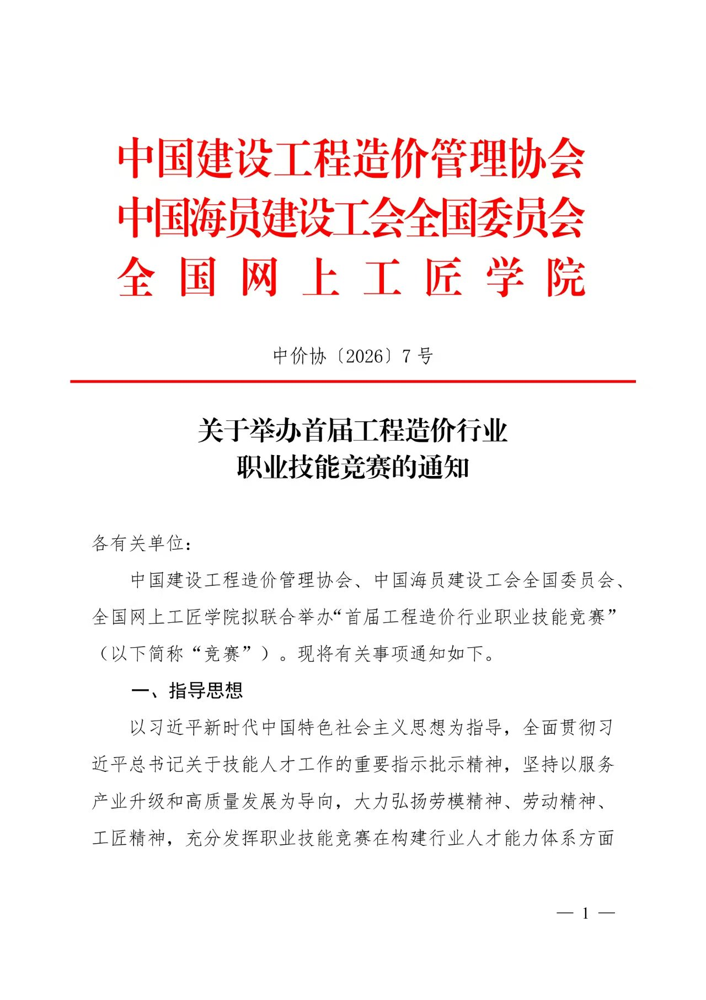 中国建设工程造价管理协会
中国海员建设工会全国委员会
全国网上工匠学院
中价协〔2026〕7 号
关于举办首届工程造价行业
职业技能竞赛的通知
各有关单位：
中国建设工程造价管理协会、中国海员建设工会全国委员会、
全国网上工匠学院拟联合举办“首届工程造价行业职业技能竞赛”
（以下简称“竞赛”）。现将有关事项通知如下。
一、指导思想
以习近平新时代中国特色社会主义思想为指导，全面贯彻习
近平总书记关于技能人才工作的重要指示批示精神，坚持以服务
产业升级和高质量发展为导向，大力弘扬劳模精神、劳动精神、
工匠精神，充分发挥职业技能竞赛在构建行业人才能力体系方面
— 1 —